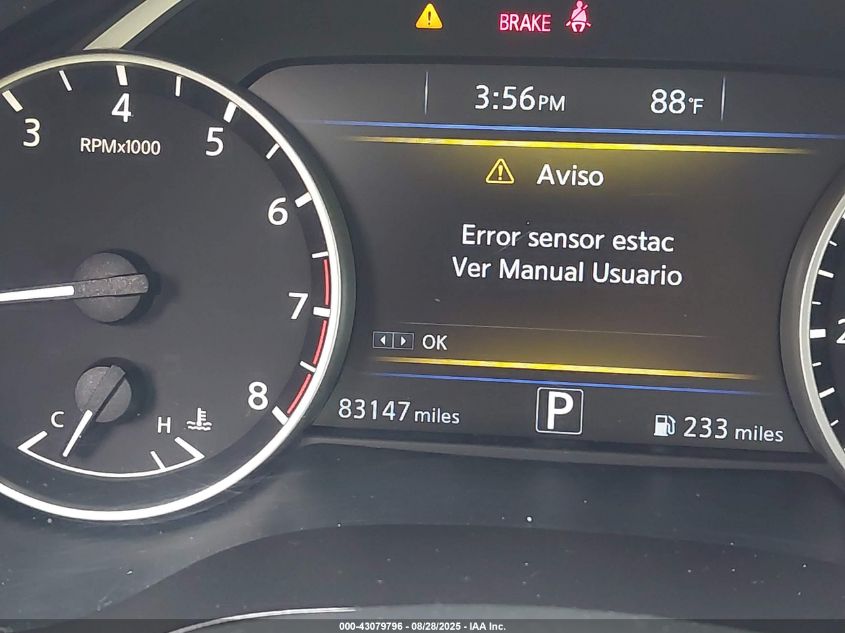 BRAKE
3:56PM 88°F
3 4 5 6 7 8
RPMx1000
Aviso
Error sensor estac
Ver Manual Usuario
OK
C H
83147 miles P 233 miles
2
000-43079796 - 08/28/2025 - IAA Inc.